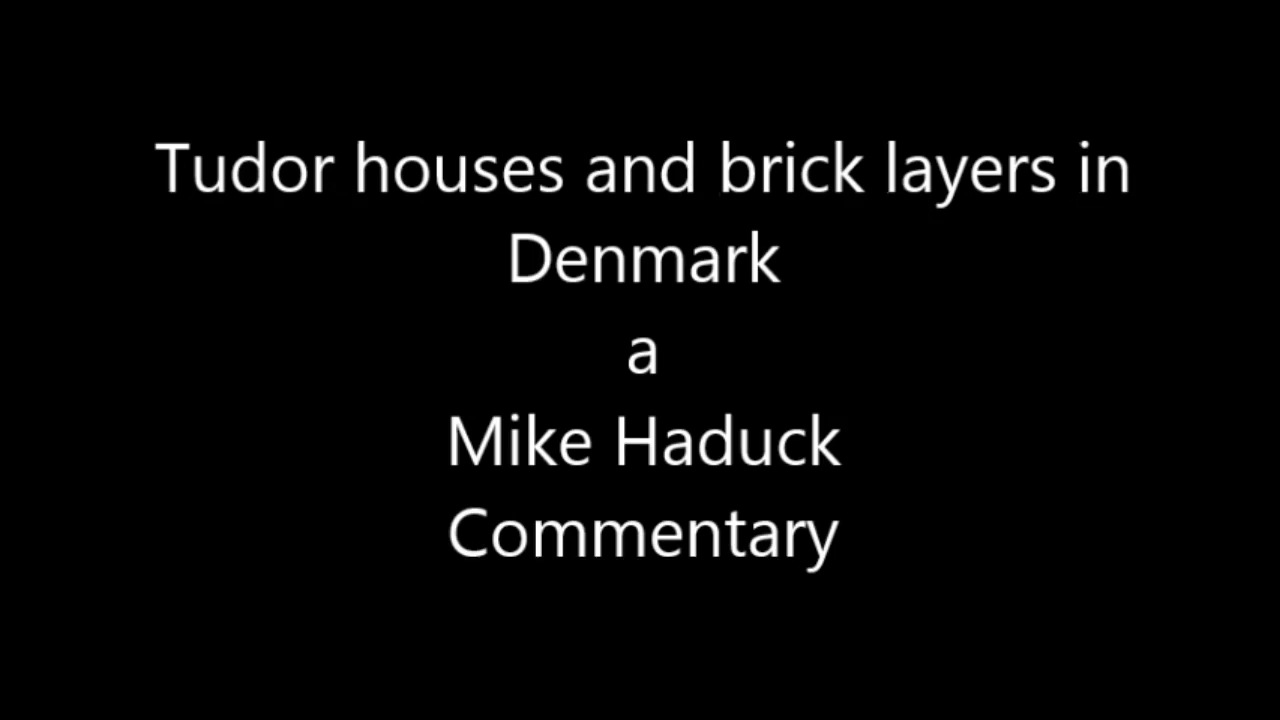 Tudor houses and brick layers in
Denmark
a
Mike Haduck
Commentary